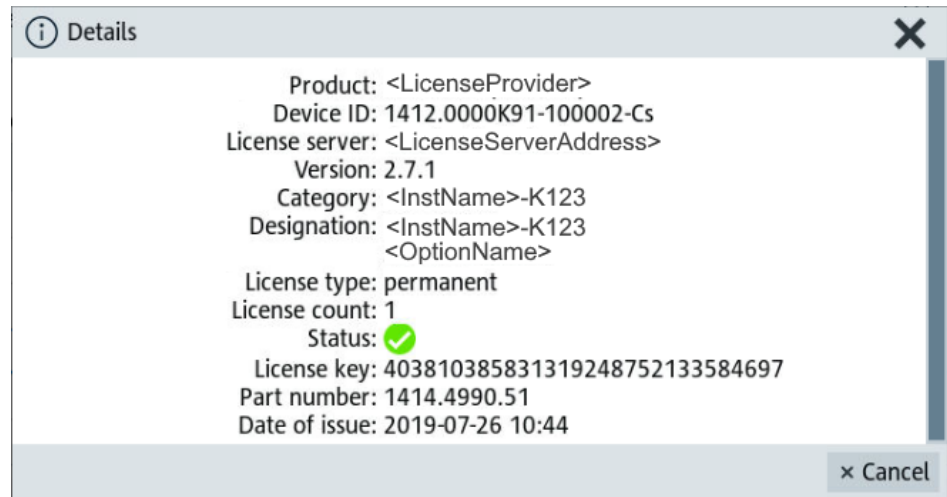 Details
Product: <LicenseProvider>
Device ID: 1412.0000K91-100002-Cs
License server: <LicenseServerAddress>
Version: 2.7.1
Category: <InstName>-K123
Designation: <InstName>-K123
<OptionName>
License type: permanent
License count: 1
Status:
License key: 403810385831319248752133584697
Part number: 1414.4990.51
Date of issue: 2019-07-26 10:44
× Cancel